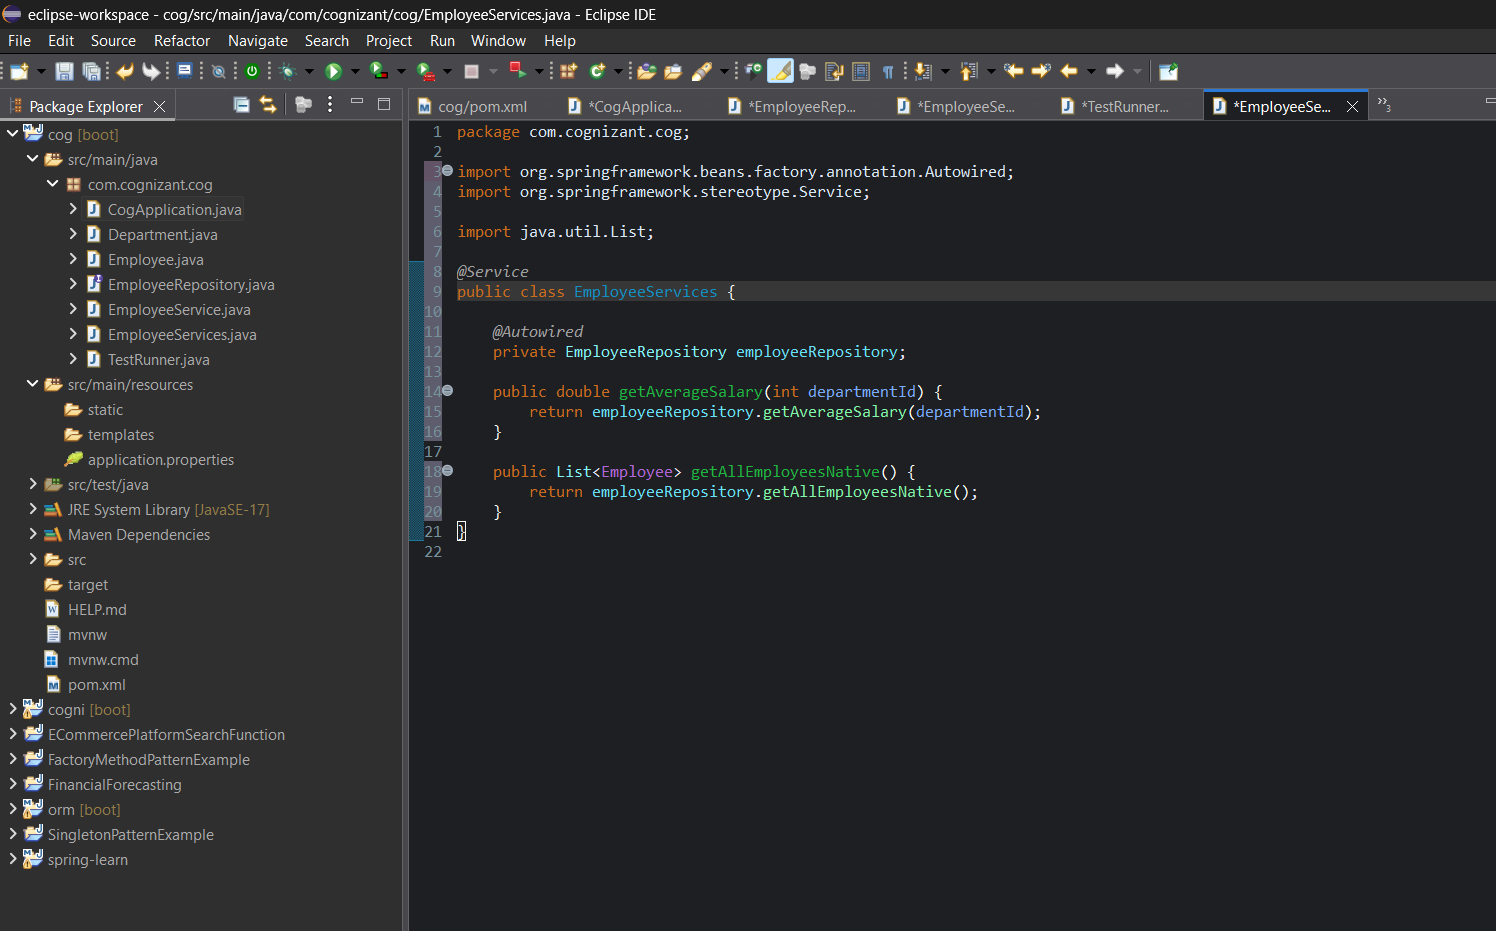 eclipse-workspace - cog/src/main/java/com/cognizant/cog/EmployeeServices.java - Eclipse IDE
File Edit Source Refactor Navigate Search Project Run Window Help
Package Explorer
cog/pom.xml *CogApplica... *EmployeeRep... *EmployeeSe... *TestRunner... *EmployeeSe... »3
cog [boot]
src/main/java
com.cognizant.cog
CogApplication.java
Department.java
Employee.java
EmployeeRepository.java
EmployeeService.java
EmployeeServices.java
TestRunner.java
src/main/resources
static
templates
application.properties
src/test/java
JRE System Library [JavaSE-17]
Maven Dependencies
src
target
HELP.md
mvnw
mvnw.cmd
pom.xml
cogni [boot]
ECommercePlatformSearchFunction
FactoryMethodPatternExample
FinancialForecasting
orm [boot]
SingletonPatternExample
spring-learn
1 package com.cognizant.cog;
2
3 import org.springframework.beans.factory.annotation.Autowired;
4 import org.springframework.stereotype.Service;
5
6 import java.util.List;
7
8 @Service
9 public class EmployeeServices {
10
11 @Autowired
12 private EmployeeRepository employeeRepository;
13
14 public double getAverageSalary(int departmentId) {
15 return employeeRepository.getAverageSalary(departmentId);
16 }
17
18 public List<Employee> getAllEmployeesNative() {
19 return employeeRepository.getAllEmployeesNative();
20 }
21 }
22